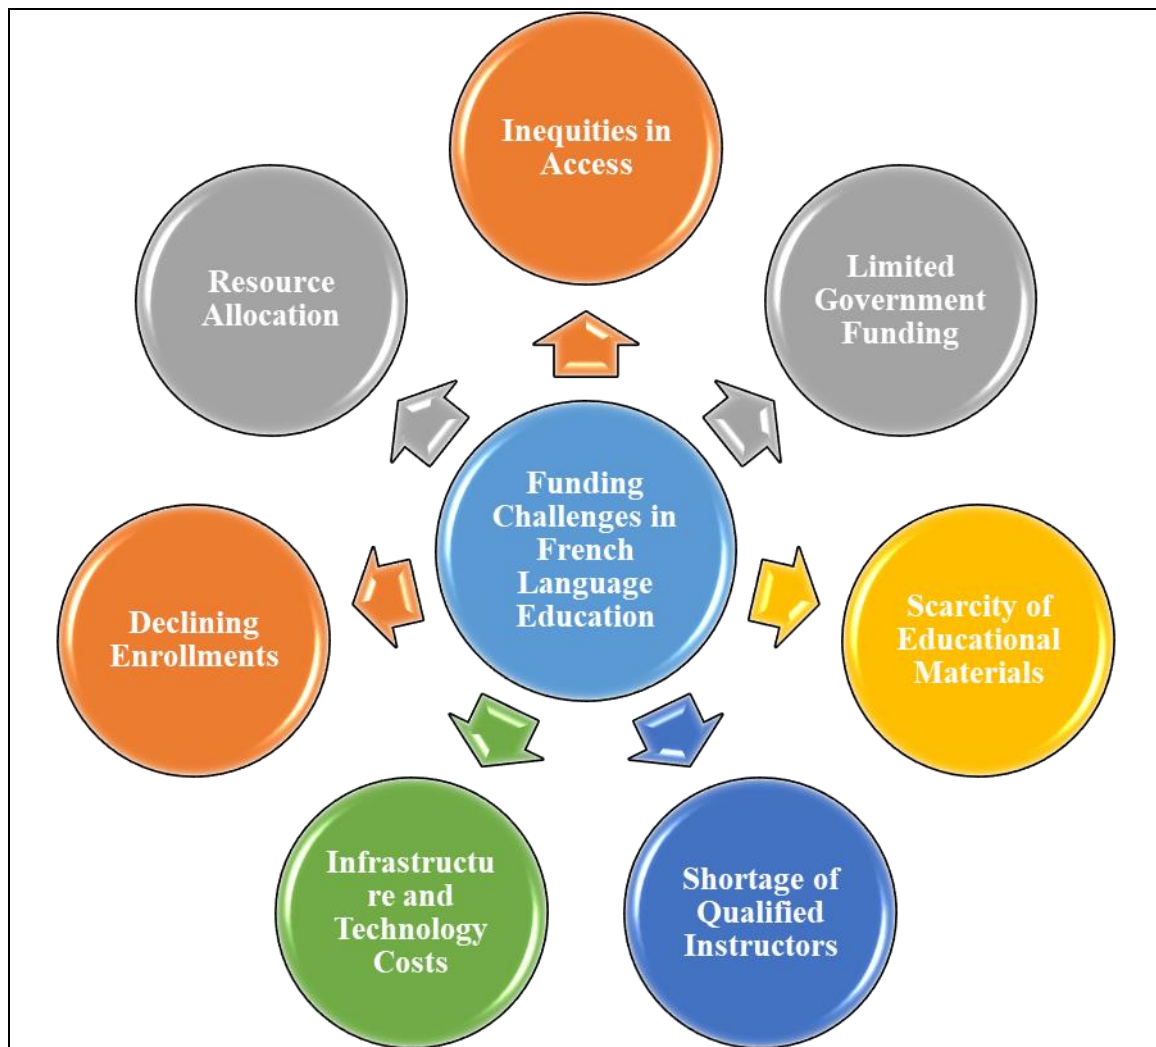 Inequities in
Access
Limited
Government
Funding
Scarcity of
Educational
Materials
Shortage of
Qualified
Instructors
Infrastructu
re and
Technology
Costs
Declining
Enrollments
Resource
Allocation
Funding
Challenges in
French
Language
Education